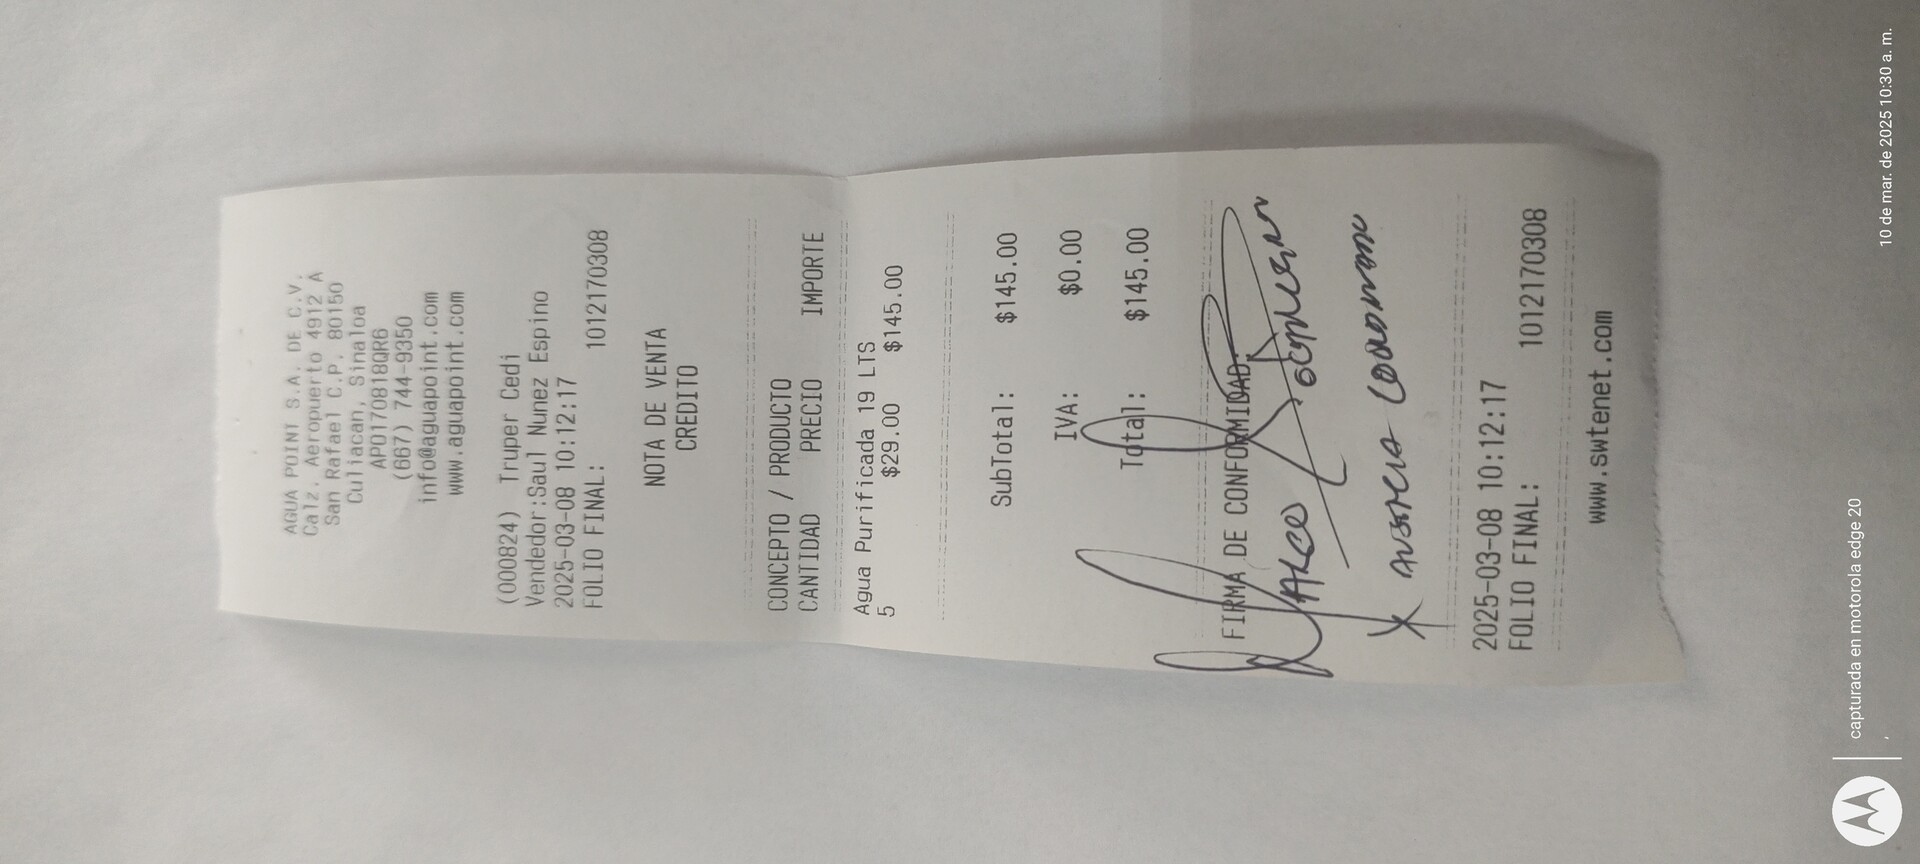 AGUA POINT S.A. DE C.V.
Calz. Aeropuerto 4912 A
San Rafael C.P. 80150
Culiacan, Sinaloa
APO170818QR6
(667) 744-9350
info@aguapoint.com
www.aguapoint.com
(000824) Truper Cedi
Vendedor:Saul Nunez Espino
2025-03-08 10:12:17
FOLIO FINAL: 1012170308
NOTA DE VENTA
CREDITO
CONCEPTO / PRODUCTO
CANTIDAD PRECIO IMPORTE
Agua Purificada 19 LTS
5 $29.00 $145.00
SubTotal: $145.00
IVA: $0.00
Total: $145.00
FIRMA DE CONFORMIDAD.
X
2025-03-08 10:12:17
FOLIO FINAL: 1012170308
www.swtenet.com
capturada en motorola edge 20
10 de mar. de 2025 10:30 a. m.